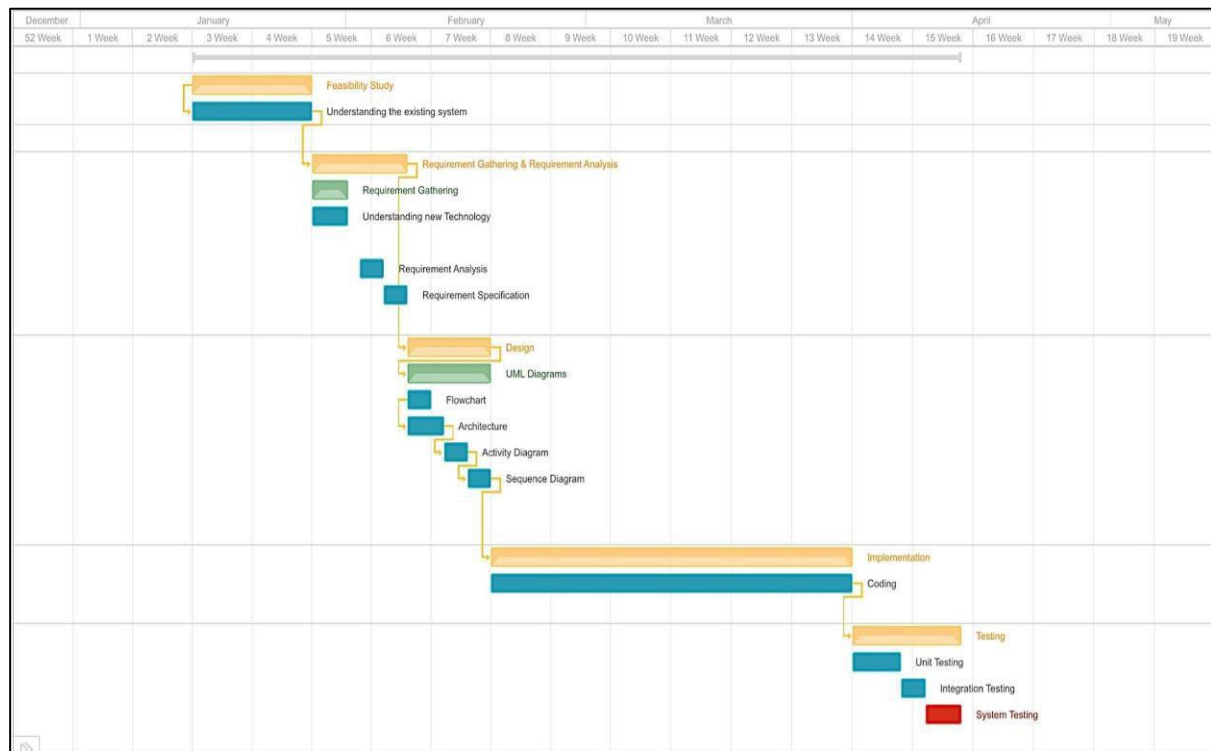 December January February March April May
52 Week 1 Week 2 Week 3 Week 4 Week 5 Week 6 Week 7 Week 8 Week 9 Week 10 Week 11 Week 12 Week 13 Week 14 Week 15 Week 16 Week 17 Week 18 Week 19 Week
Feasibility Study
Understanding the existing system
Requirement Gathering & Requirement Analysis
Requirement Gathering
Understanding new Technology
Requirement Analysis
Requirement Specification
Design
UML Diagrams
Flowchart
Architecture
Activity Diagram
Sequence Diagram
Implementation
Coding
Testing
Unit Testing
Integration Testing
System Testing